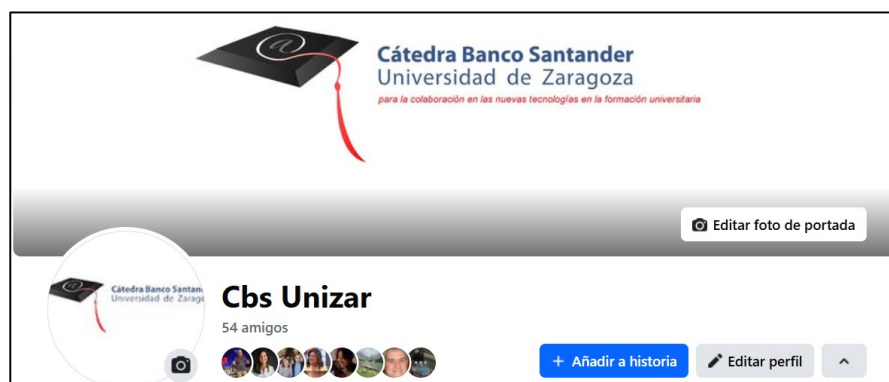 @
Cátedra Banco Santander
Universidad de Zaragoza
para la colaboración en las nuevas tecnologías en la formación universitaria
Editar foto de portada
Cátedra Banco Santan
Universidad de Zarago
Cbs Unizar
54 amigos
+ Añadir a historia
Editar perfil